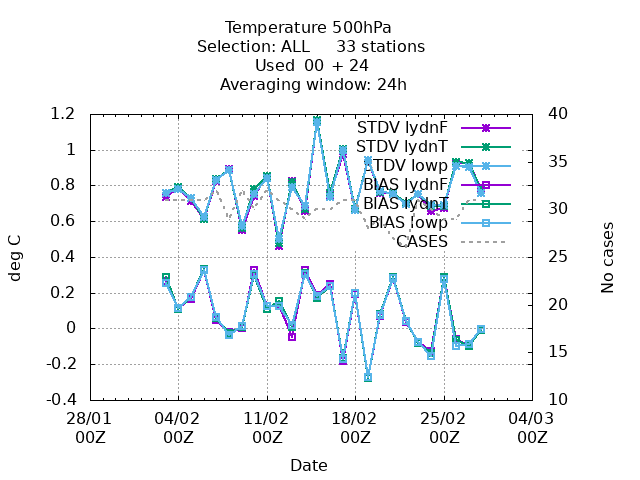 Temperature 500hPa
Selection: ALL 33 stations
Used 00 + 24
Averaging window: 24h
1.2
1
0.8
0.6
0.4
0.2
0
-0.2
-0.4
deg C
40
35
30
25
20
15
10
No cases
STDV lydnF
STDV lydnT
STDV lowp
BIAS lydnF
BIAS lydnT
BIAS lowp
CASES
28/01 04/02 11/02 18/02 25/02 04/03
00Z 00Z 00Z 00Z 00Z 00Z
Date